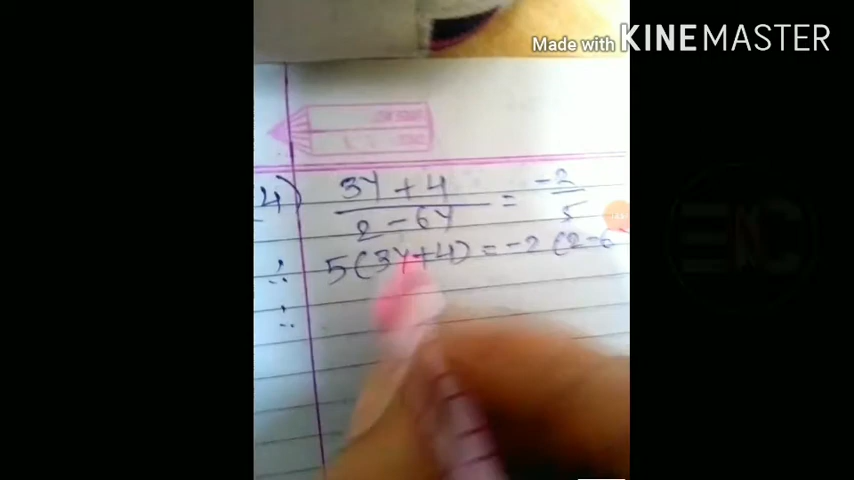 Made with KINEMASTER
4) (3y + 4)/(2 - 6y) = -2/5
∴ 5(3y+4) = -2 (2-6
∴